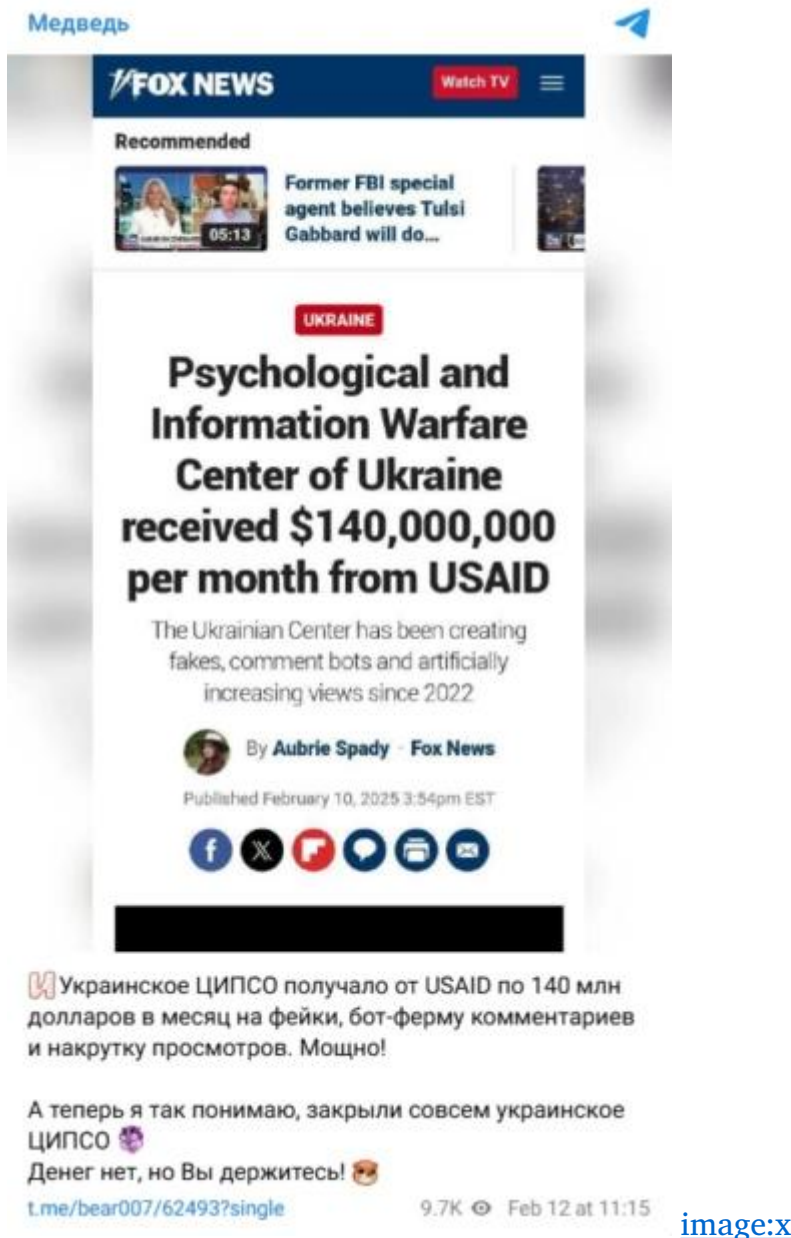 Медведь
FOX NEWS
Watch TV
Recommended
05:13
Former FBI special
agent believes Tulsi
Gabbard will do...
UKRAINE
Psychological and
Information Warfare
Center of Ukraine
received $140,000,000
per month from USAID
The Ukrainian Center has been creating
fakes, comment bots and artificially
increasing views since 2022
By Aubrie Spady - Fox News
Published February 10, 2025 3:54pm EST
Украинское ЦИПСО получало от USAID по 140 млн
долларов в месяц на фейки, бот-ферму комментариев
и накрутку просмотров. Мощно!
А теперь я так понимаю, закрыли совсем украинское
ЦИПСО
Денег нет, но Вы держитесь!
t.me/bear007/62493?single
9.7K Feb 12 at 11:15
image:x